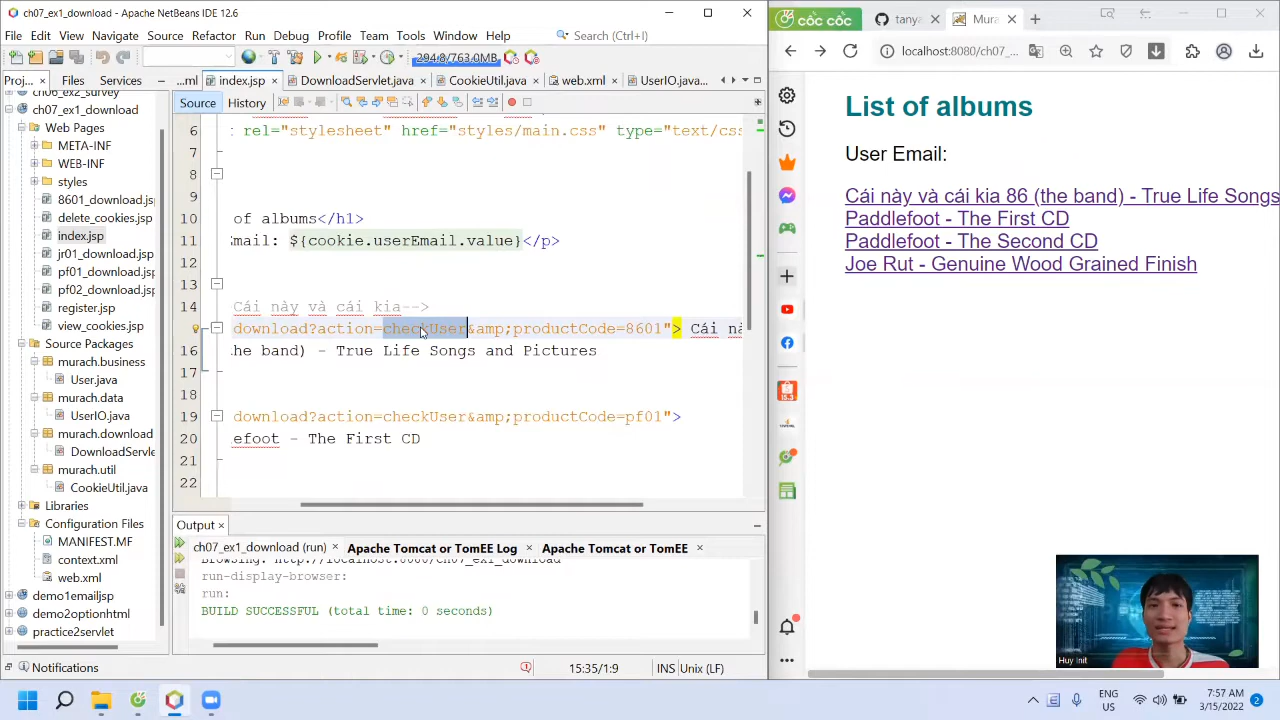 ch07_ex1_download - Apache NetBeans IDE 12.6
File Edit Source Refactor Run Debug Profile Team Tools Window Help
Search (Ctrl+I)
294.8/763.0MB
Files Services
...ml index.jsp DownloadServlet.java CookieUtil.java web.xml UserIO.java...
Source History
ch06_ex2_survey
ch07_ex1_download
Web Pages
META-INF
WEB-INF
styles
8601_download.jsp
delete_cookies.jsp
index.jsp
jr01_download.jsp
pf01_download.jsp
pf02_download.jsp
register.jsp
view_cookies.jsp
Source Packages
murach.business
User.java
murach.data
UserIO.java
murach.download
DownloadServle
murach.util
CookieUtil.java
Libraries
Configuration Files
MANIFEST.MF
context.xml
web.xml
demo1emailjsp
demo2optionhtml
practice2servlet
6 rel="stylesheet" href="styles/main.css" type="text/css
7
9
10 of albums</h1>
11 mail: ${cookie.userEmail.value}</p>
12
13
14 Cái này và cái kia-->
download?action=checkUser&amp;productCode=8601"> Cái nà
16 he band) - True Life Songs and Pictures
17
18
19 download?action=checkUser&amp;productCode=pf01">
20 efoot - The First CD
21
22
Output
ch07_ex1_download (run) Apache Tomcat or TomEE Log Apache Tomcat or TomEE
Browsing: http://localhost:8080/ch07_ex1_download
run-display-browser:
run:
BUILD SUCCESSFUL (total time: 0 seconds)
Notifications
15:35/1:9 INS Unix (LF)
cốc cốc
tanya
Mura
localhost:8080/ch07_...
List of albums
User Email:
Cái này và cái kia 86 (the band) - True Life Songs
Paddlefoot - The First CD
Paddlefoot - The Second CD
Joe Rut - Genuine Wood Grained Finish
Huy Init
ENG
US
7:57 AM
3/15/2022
2